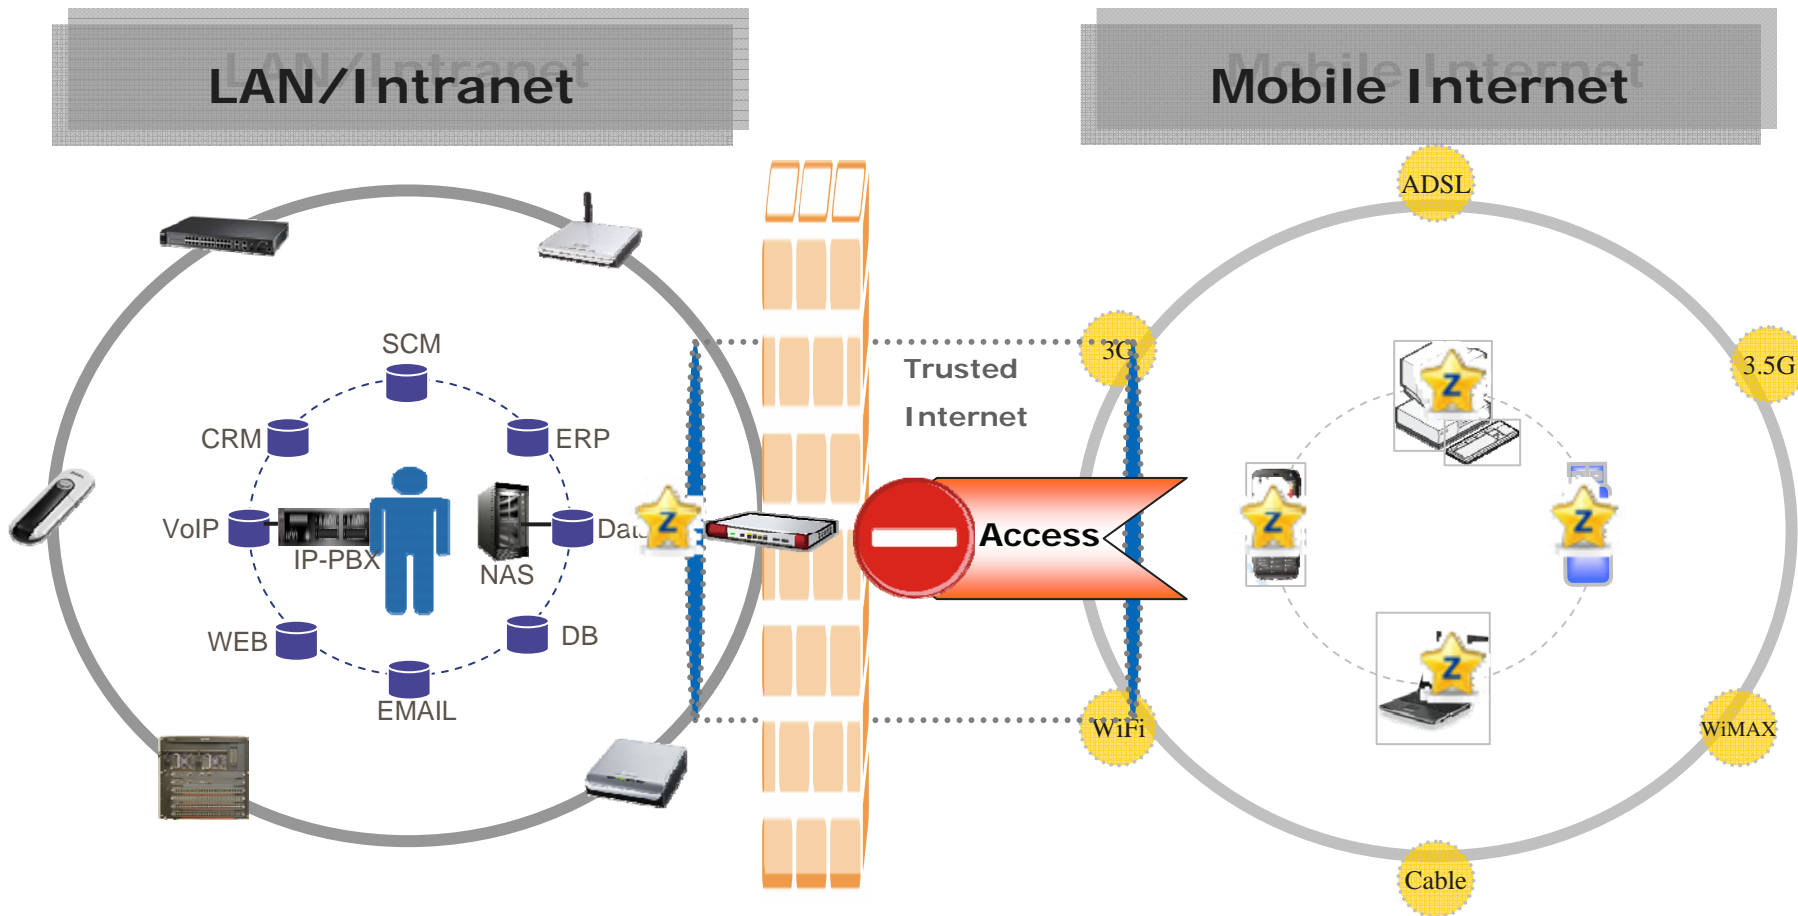 LAN/Intranet
Mobile Internet
ADSL
3G
3.5G
Trusted
Internet
SCM
CRM
ERP
VoIP
IP-PBX
NAS
Z
Access
Z
Z
Z
Z
WEB
DB
EMAIL
WiFi
WiMAX
Cable